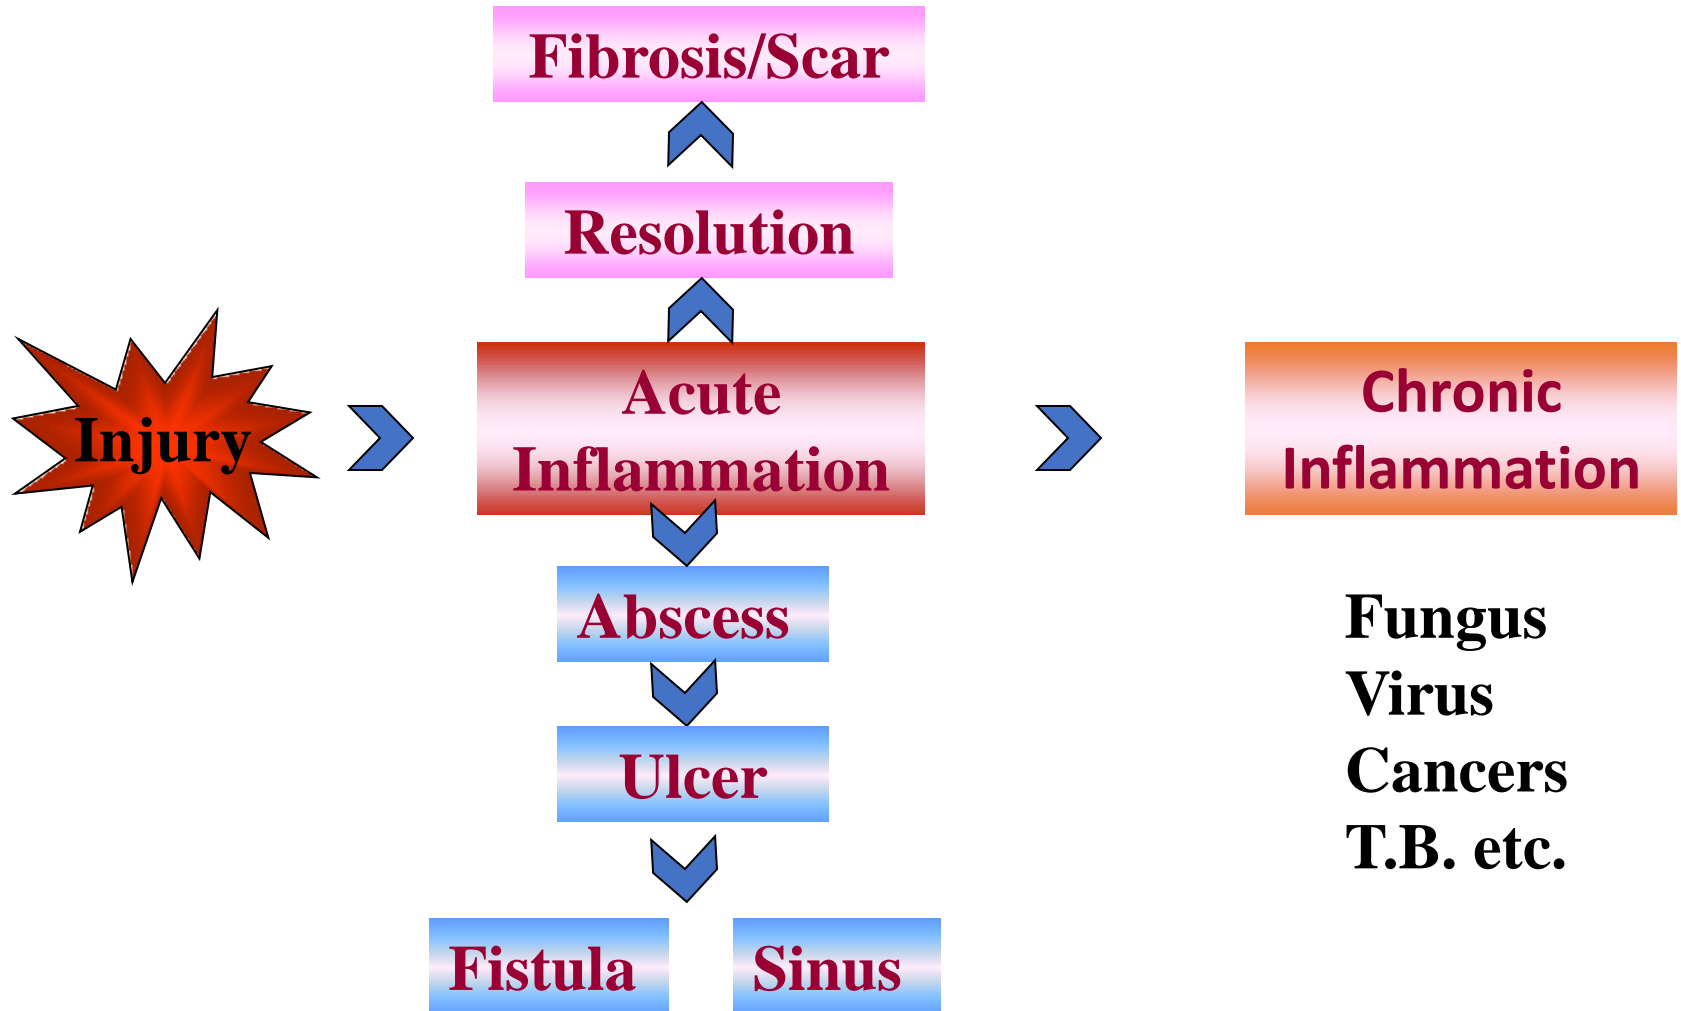 Fibrosis/Scar
Resolution
Injury
Acute
Inflammation
Chronic
Inflammation
Abscess
Ulcer
Fistula
Sinus
Fungus
Virus
Cancers
T.B. etc.